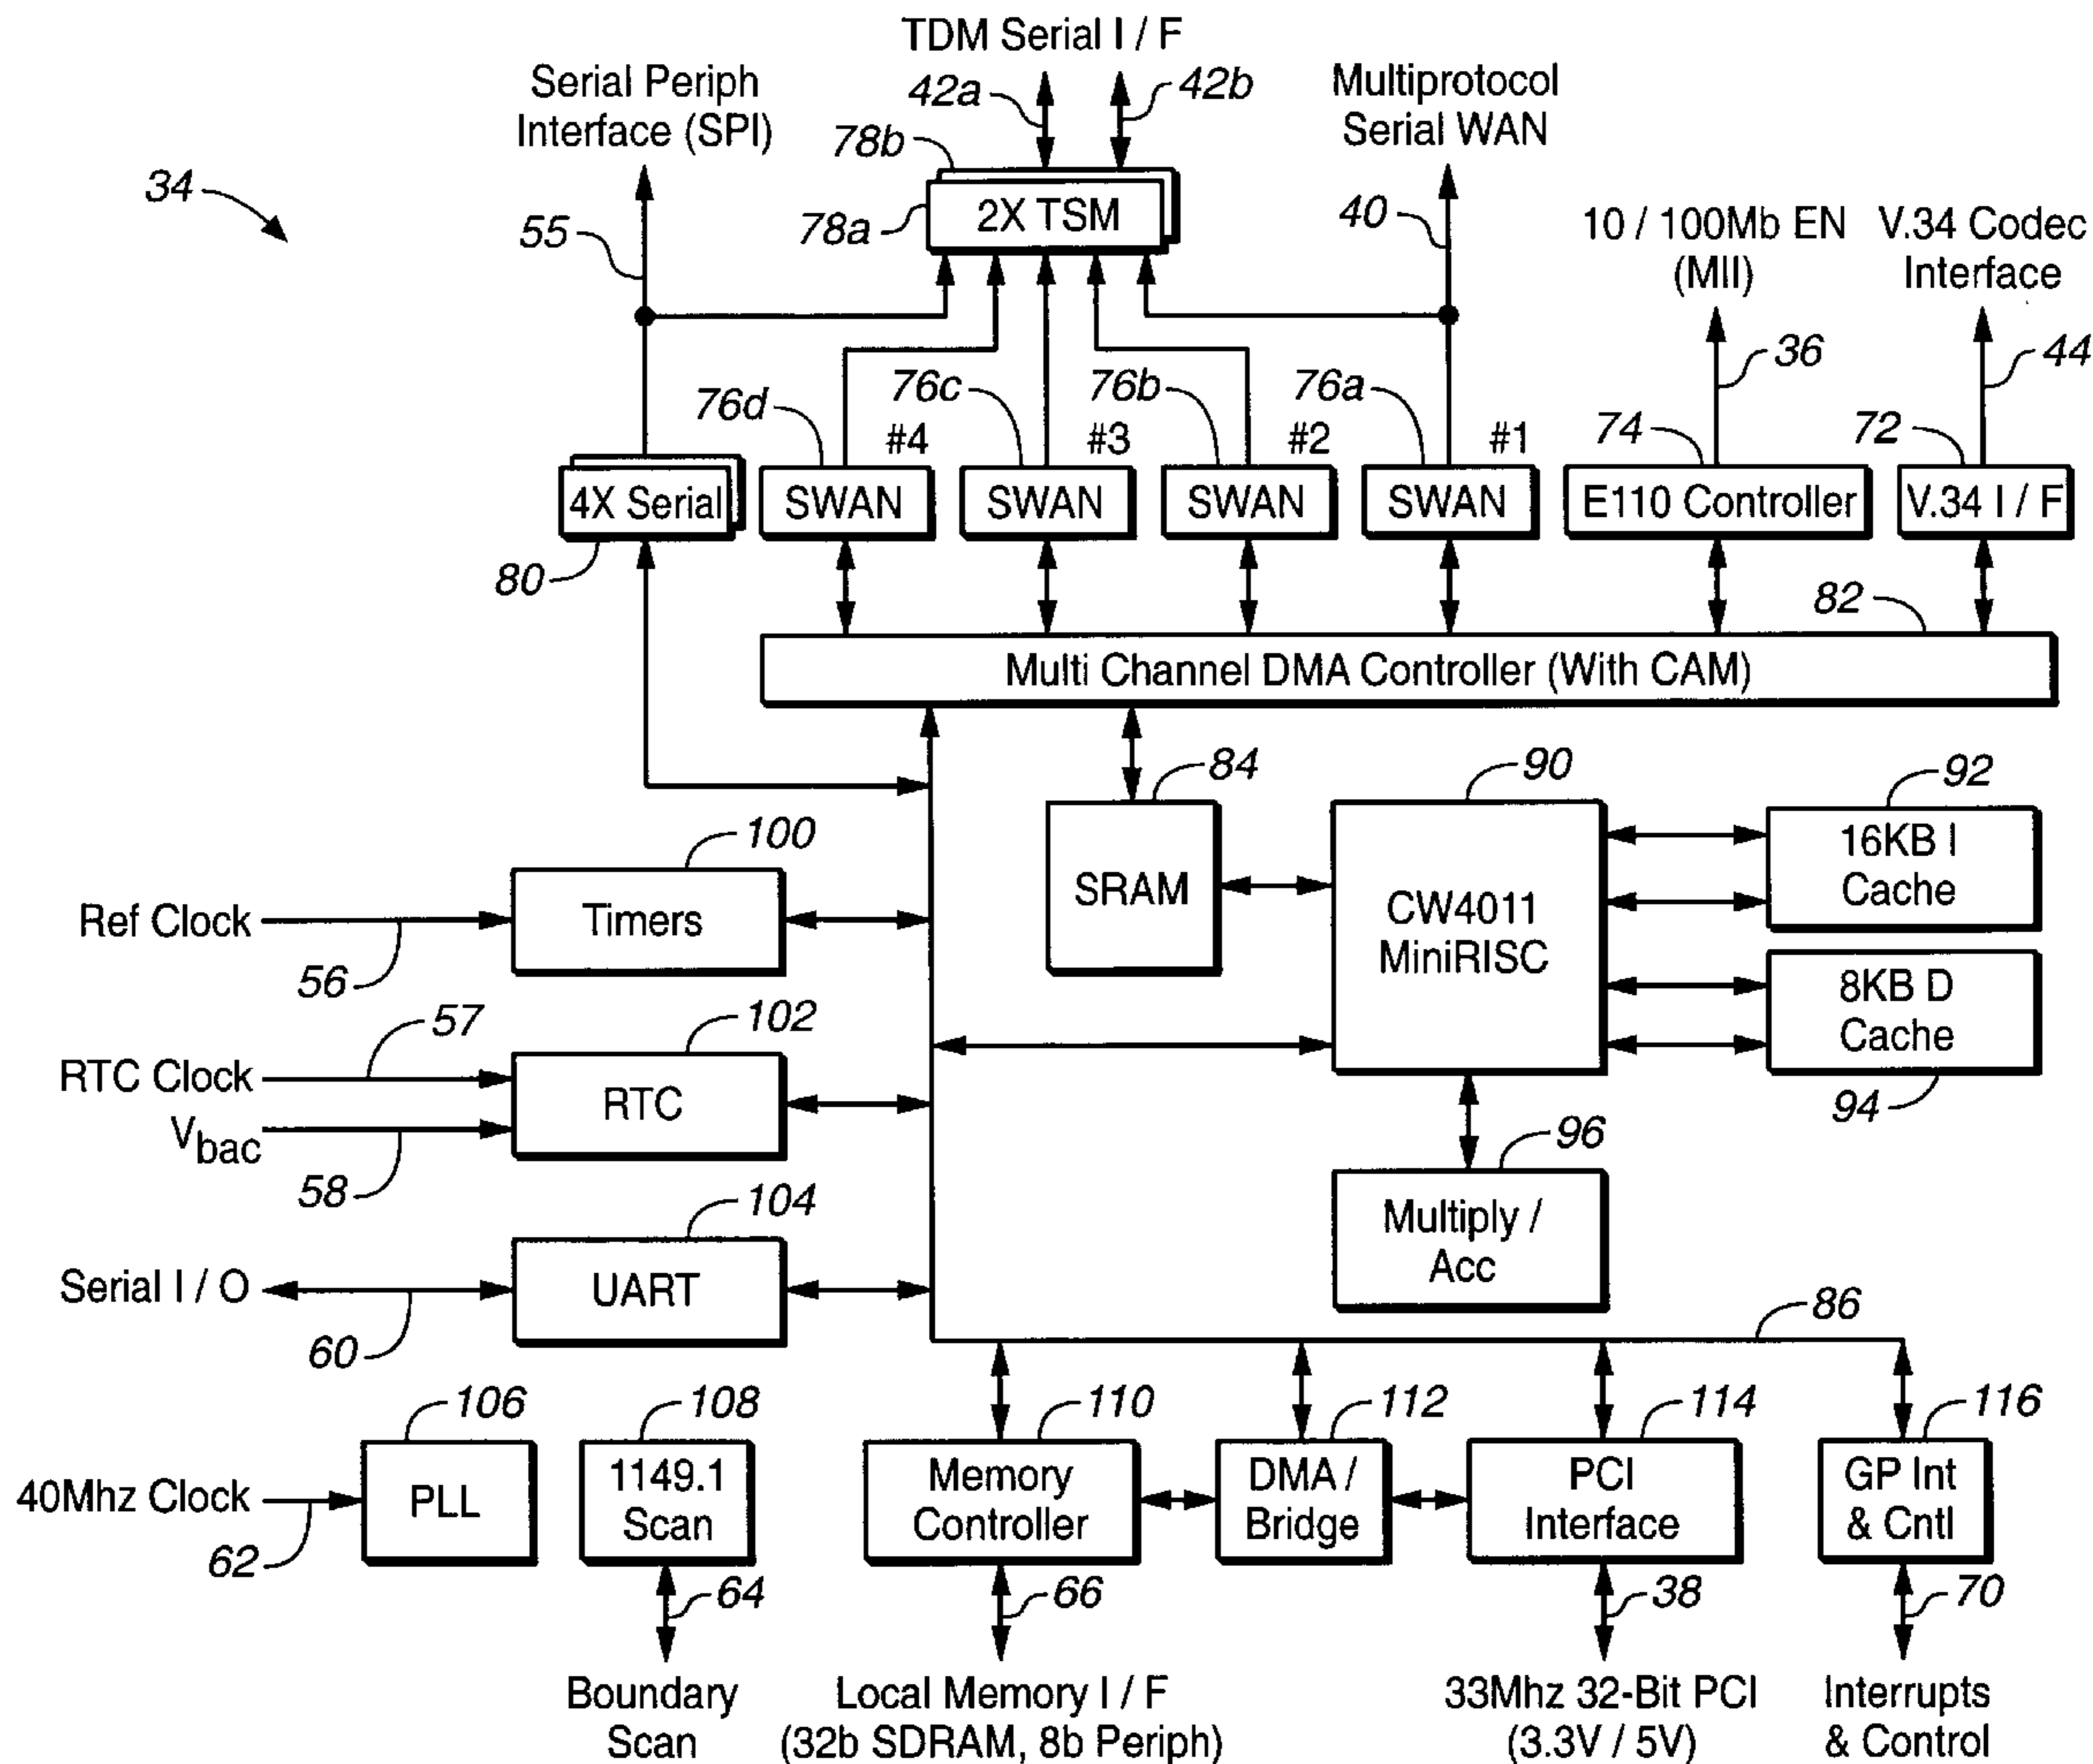 TDM Serial I / F
Serial Periph
Interface (SPI)
42a
42b
Multiprotocol
Serial WAN
78b
34
78a
2X TSM
55
40
10 / 100Mb EN
(MII)
V.34 Codec
Interface
36
44
76d
76c
76b
76a
#4
#3
#2
#1
74
72
4X Serial
SWAN
SWAN
SWAN
SWAN
E110 Controller
V.34 I / F
80
82
Multi Channel DMA Controller (With CAM)
84
90
92
100
16KB I
Cache
SRAM
CW4011
MiniRISC
Ref Clock
Timers
56
8KB D
Cache
57
102
RTC Clock
RTC
94
Vbac
58
96
104
Multiply /
Acc
Serial I / O
UART
86
60
106
108
110
112
114
116
40Mhz Clock
PLL
1149.1
Scan
Memory
Controller
DMA /
Bridge
PCI
Interface
GP Int
& Cntl
62
64
66
38
70
Boundary
Scan
Local Memory I / F
(32b SDRAM, 8b Periph)
33Mhz 32-Bit PCI
(3.3V / 5V)
Interrupts
& Control